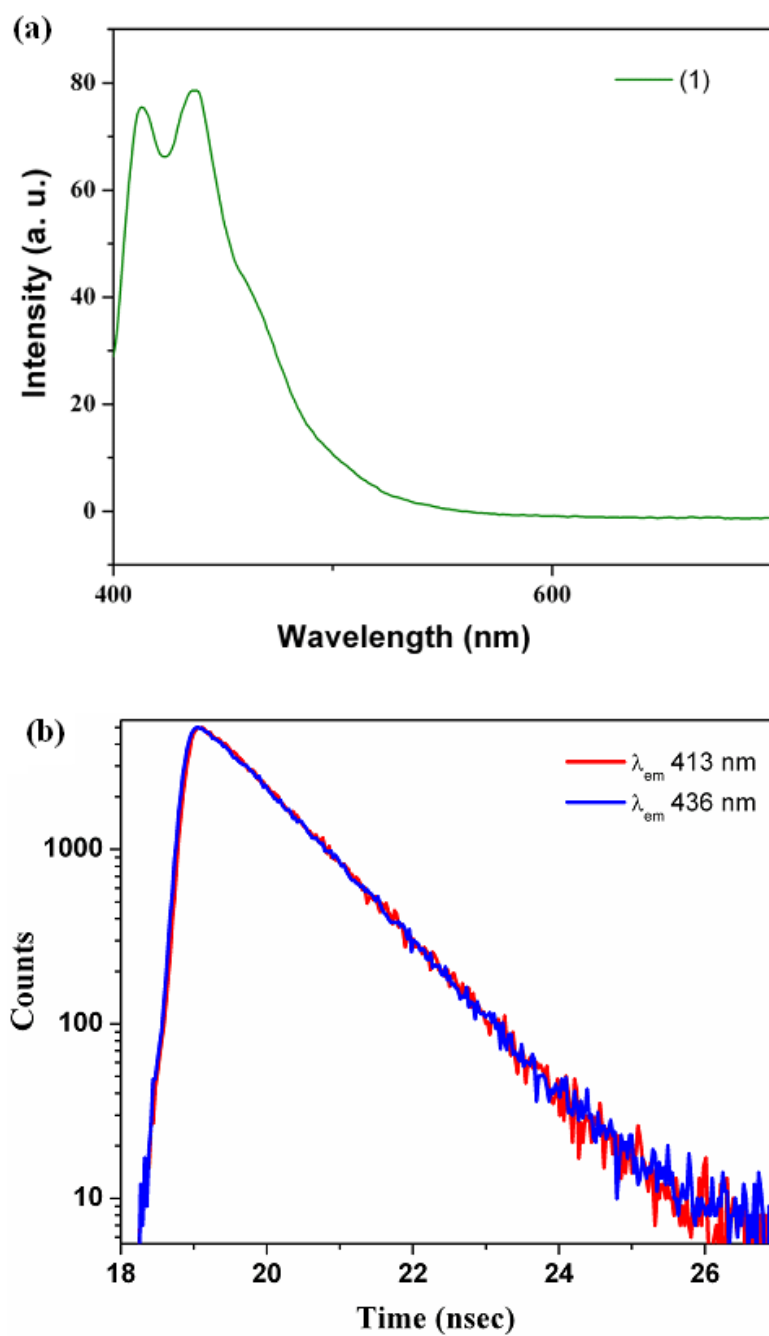 (a)
80
60
40
20
0
(1)
Intensity (a. u.)
400
600
Wavelength (nm)
(b)
1000
100
10
λem 413 nm
λem 436 nm
Counts
18
20
22
24
26
Time (nsec)